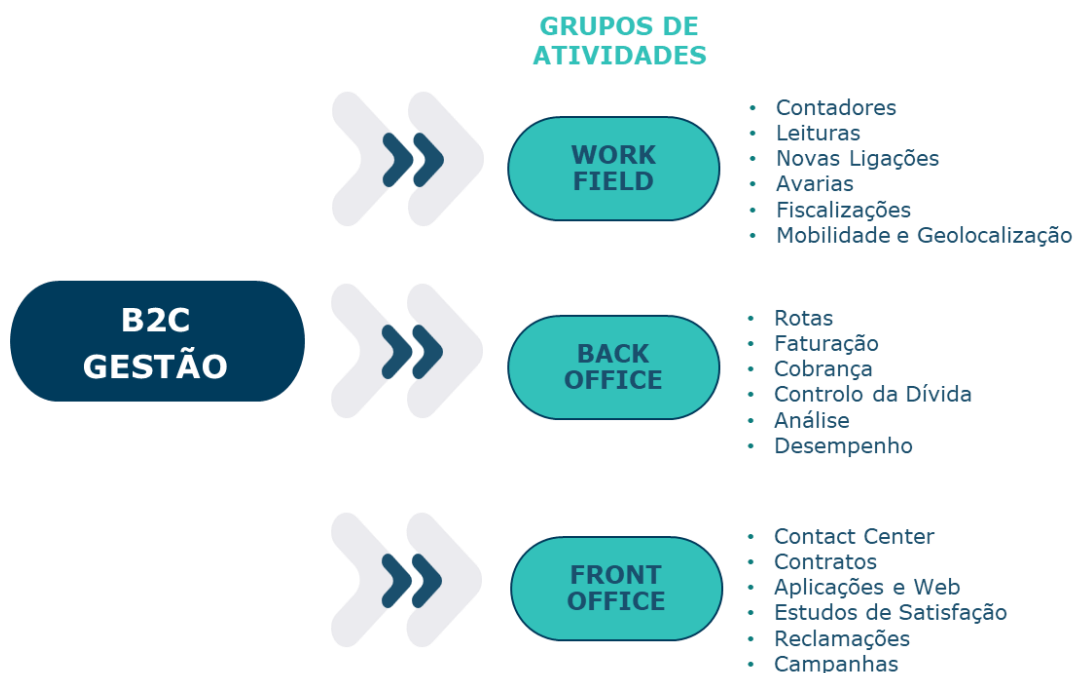 GRUPOS DE
ATIVIDADES
B2C
GESTÃO
WORK
FIELD
• Contadores
• Leituras
• Novas Ligações
• Avarias
• Fiscalizações
• Mobilidade e Geolocalização
BACK
OFFICE
• Rotas
• Faturação
• Cobrança
• Controlo da Dívida
• Análise
• Desempenho
FRONT
OFFICE
• Contact Center
• Contratos
• Aplicações e Web
• Estudos de Satisfação
• Reclamações
• Campanhas